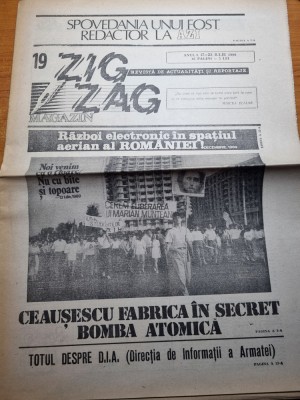 SPOVEDANIA UNUI FOST
REDACTOR LA AZI
19
ZIG
ZAG
MAGAZIN
REVISTĂ DE ACTUALITĂȚI ȘI REPORTAJE
Război electronic în spațiul
aerian al ROMÂNIEI!
Noi venim
Nu cu bîte
și topoare
CEREM ELIBERAREA
LUI MARIAN MUNTEANU
CEAUȘESCU FABRICA ÎN SECRET
BOMBA ATOMICĂ
TOTUL DESPRE D.I.A. (Direcția de Informații a Armatei)